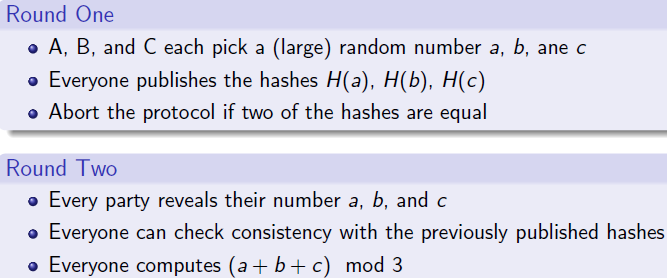 Round One
A, B, and C each pick a (large) random number a, b, ane c
Everyone publishes the hashes H(a), H(b), H(c)
Abort the protocol if two of the hashes are equal
Round Two
Every party reveals their number a, b, and c
Everyone can check consistency with the previously published hashes
Everyone computes (a + b + c) mod 3